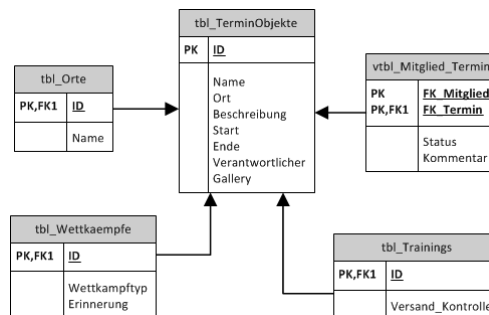 tbl_TerminObjekte
PK ID
Name
Ort
Beschreibung
Start
Ende
Verantwortlicher
Gallery
tbl_Orte
PK,FK1 ID
Name
vtbl_Mitglied_Termin
PK FK_Mitglied
PK,FK1 FK_Termin
Status
Kommentar
tbl_Wettkaempfe
PK,FK1 ID
Wettkampftyp
Erinnerung
tbl_Trainings
PK,FK1 ID
Versand_Kontrolle